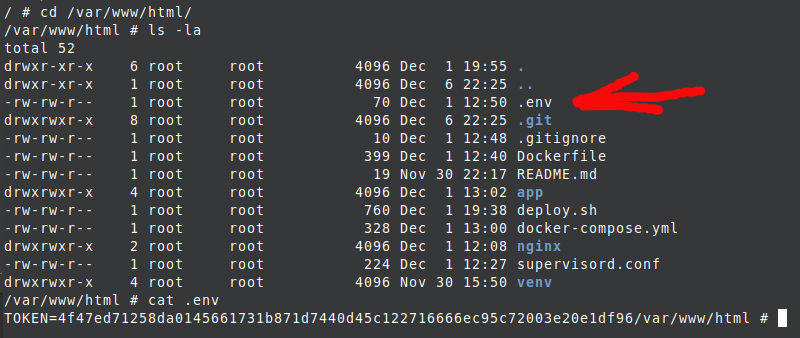 / # cd /var/www/html/
/var/www/html # ls -la
total 52
drwxr-xr-x    6 root     root          4096 Dec  1 19:55 .
drwxr-xr-x    1 root     root          4096 Dec  6 22:25 ..
-rw-rw-r--    1 root     root            70 Dec  1 12:50 .env
drwxrwxr-x    8 root     root          4096 Dec  6 22:25 .git
-rw-rw-r--    1 root     root            10 Dec  1 12:48 .gitignore
-rw-rw-r--    1 root     root           399 Dec  1 12:40 Dockerfile
-rw-rw-r--    1 root     root            19 Nov 30 22:17 README.md
drwxrwxr-x    4 root     root          4096 Dec  1 13:02 app
-rw-rw-r--    1 root     root           760 Dec  1 19:38 deploy.sh
-rw-rw-r--    1 root     root           328 Dec  1 13:00 docker-compose.yml
drwxrwxr-x    2 root     root          4096 Dec  1 12:08 nginx
-rw-rw-r--    1 root     root           224 Dec  1 12:27 supervisord.conf
drwxrwxr-x    4 root     root          4096 Nov 30 15:50 venv
/var/www/html # cat .env
TOKEN=4f47ed71258da0145661731b871d7440d45c122716666ec95c72003e20e1df96/var/www/html #